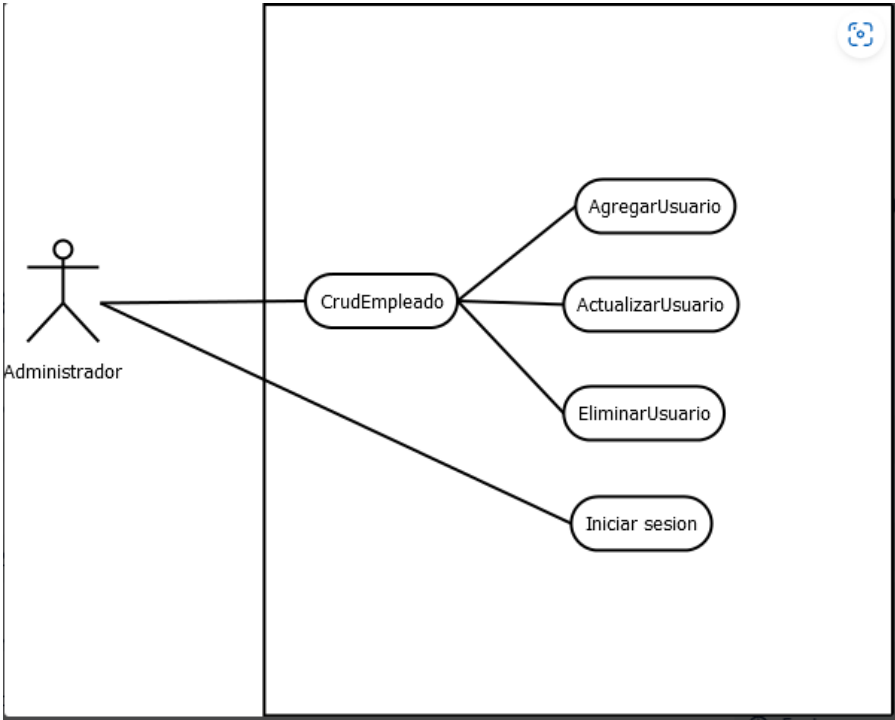 AgregarUsuario
CrudEmpleado
ActualizarUsuario
Administrador
EliminarUsuario
Iniciar sesion